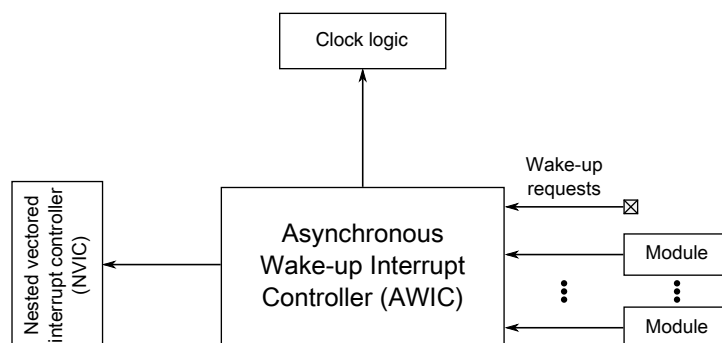 Clock logic
Wake-up
requests
Nested vectored
interrupt controller
(NVIC)
Asynchronous
Wake-up Interrupt
Controller (AWIC)
Module
Module